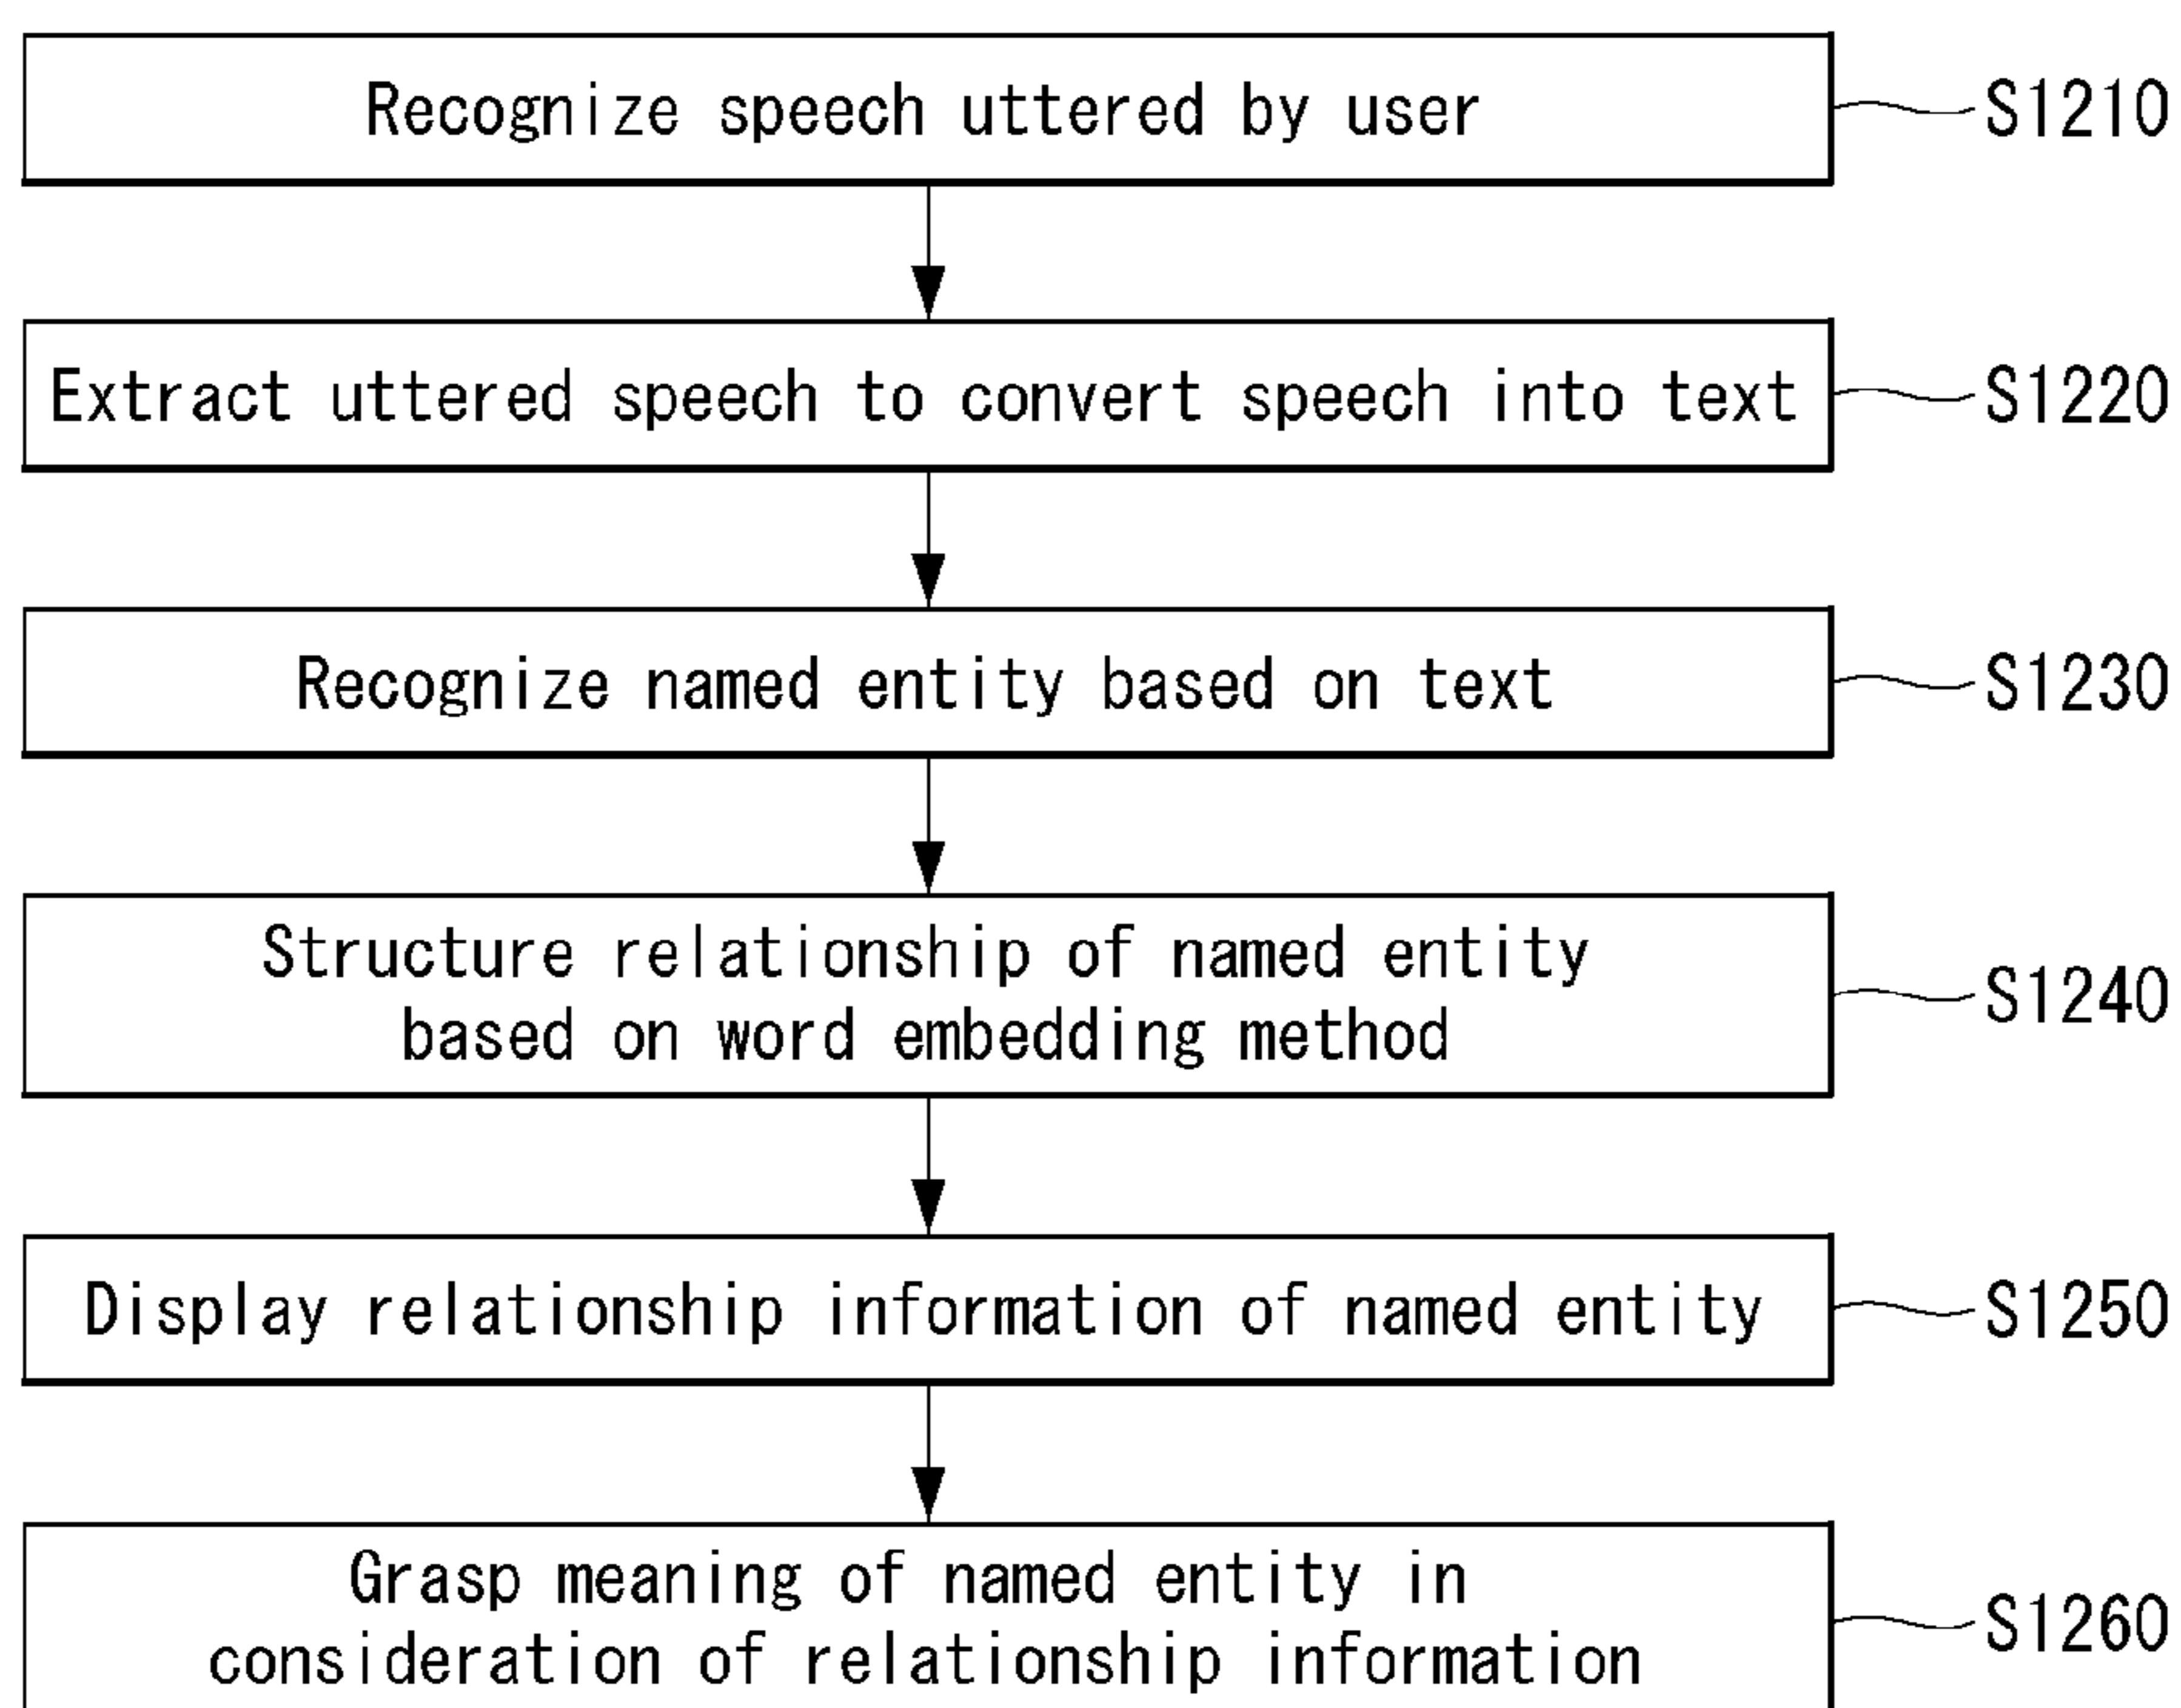 Recognize speech uttered by user
S1210
Extract uttered speech to convert speech into text
S1220
Recognize named entity based on text
S1230
Structure relationship of named entity
based on word embedding method
S1240
Display relationship information of named entity
S1250
Grasp meaning of named entity in
consideration of relationship information
S1260